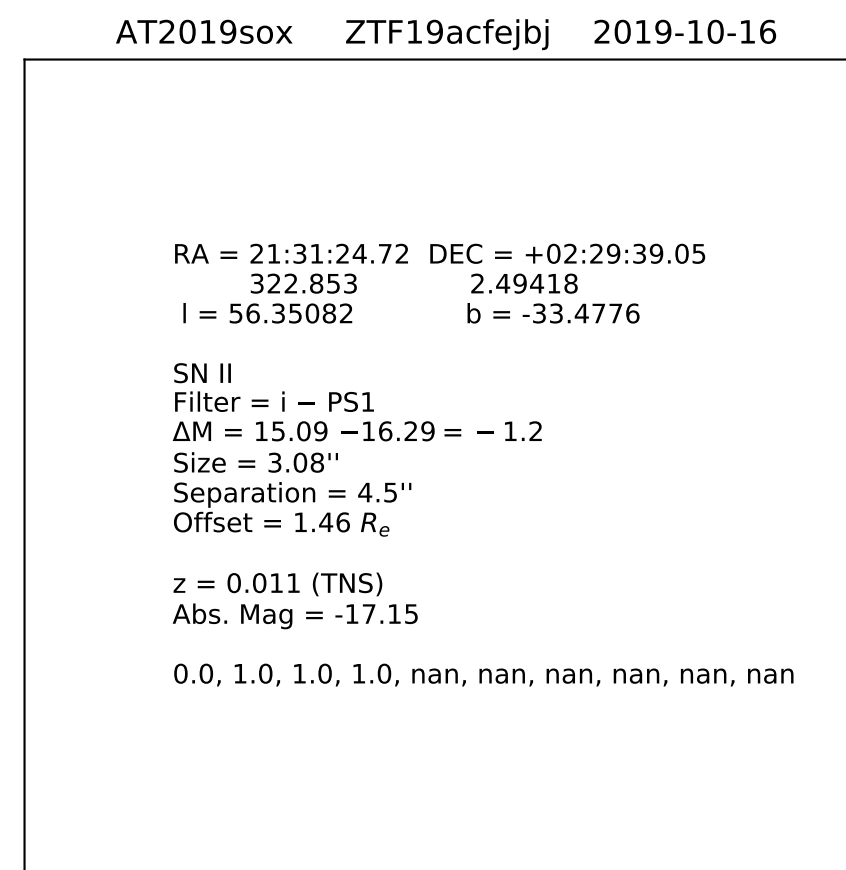 AT2019sox ZTF19acfejbj 2019-10-16
RA = 21:31:24.72 DEC = +02:29:39.05
322.853 2.49418
l = 56.35082 b = -33.4776
SN II
Filter = i − PS1
ΔM = 15.09 −16.29 = − 1.2
Size = 3.08''
Separation = 4.5''
Offset = 1.46 Re
z = 0.011 (TNS)
Abs. Mag = -17.15
0.0, 1.0, 1.0, 1.0, nan, nan, nan, nan, nan, nan